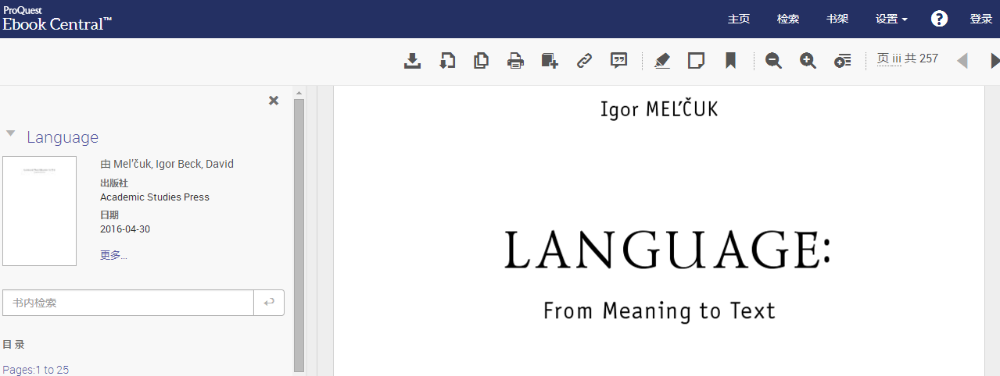 ProQuest
Ebook Central™
主页 检索 书架 设置 ? 登录
页 iii 共 257
Language
由 Mel’čuk, Igor Beck, David
出版社
Academic Studies Press
日期
2016-04-30
更多...
书内检索
目 录
Pages:1 to 25
Igor MEL’ČUK
LANGUAGE:
From Meaning to Text